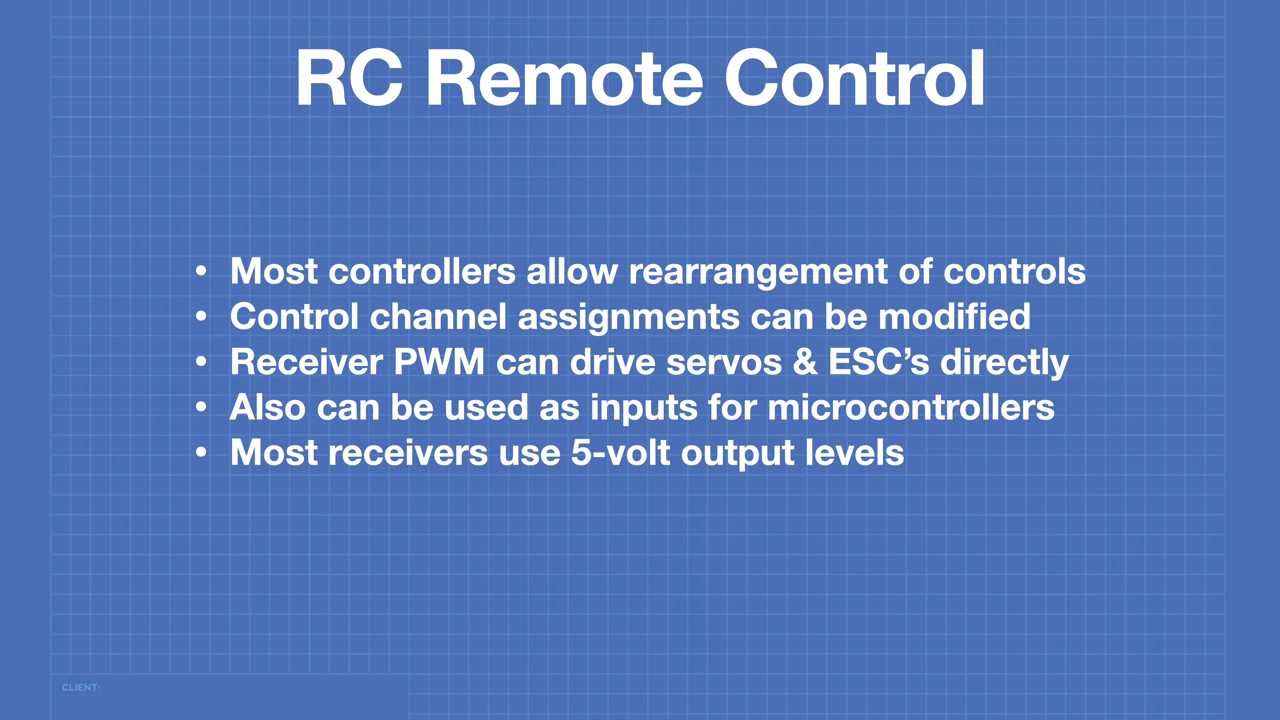 RC Remote Control
• Most controllers allow rearrangement of controls
• Control channel assignments can be modified
• Receiver PWM can drive servos & ESC’s directly
• Also can be used as inputs for microcontrollers
• Most receivers use 5-volt output levels
CLIENT: